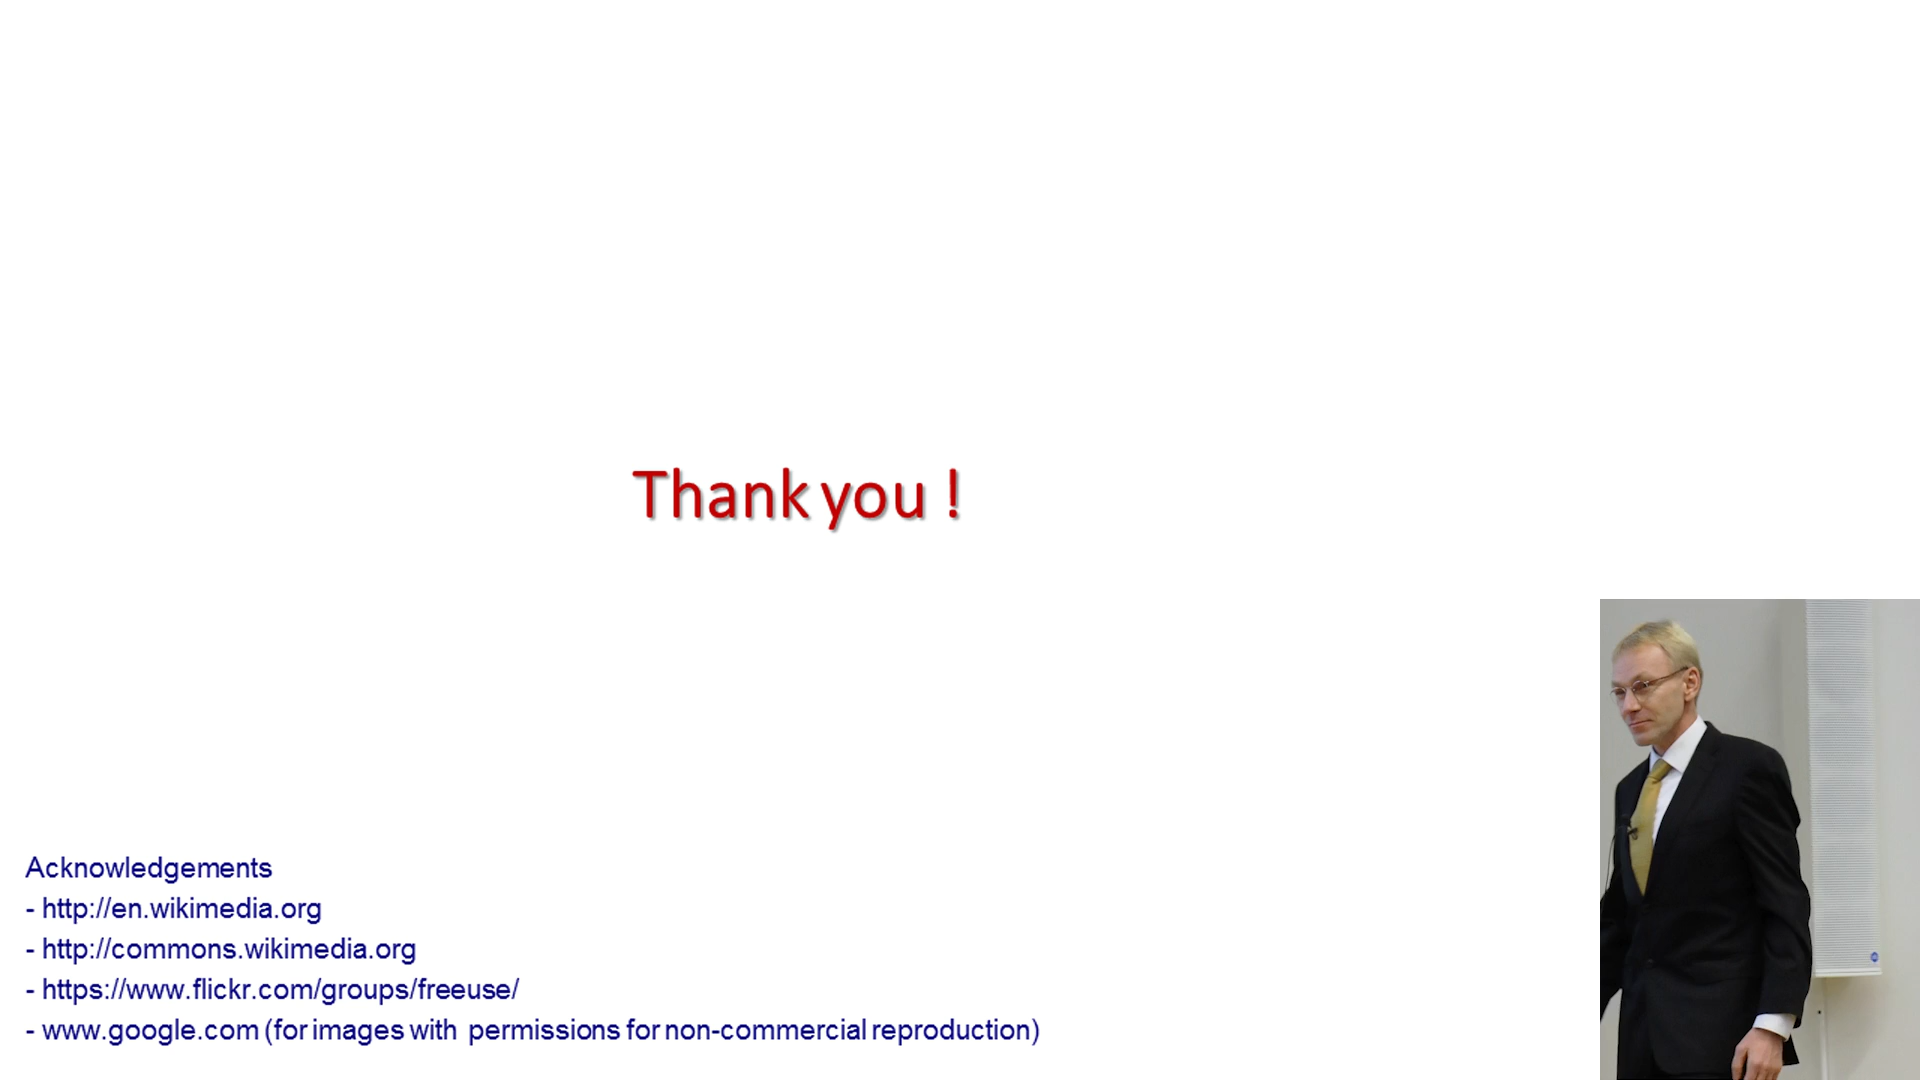 Thank you !
Acknowledgements
- http://en.wikimedia.org
- http://commons.wikimedia.org
- https://www.flickr.com/groups/freeuse/
- www.google.com (for images with permissions for non-commercial reproduction)